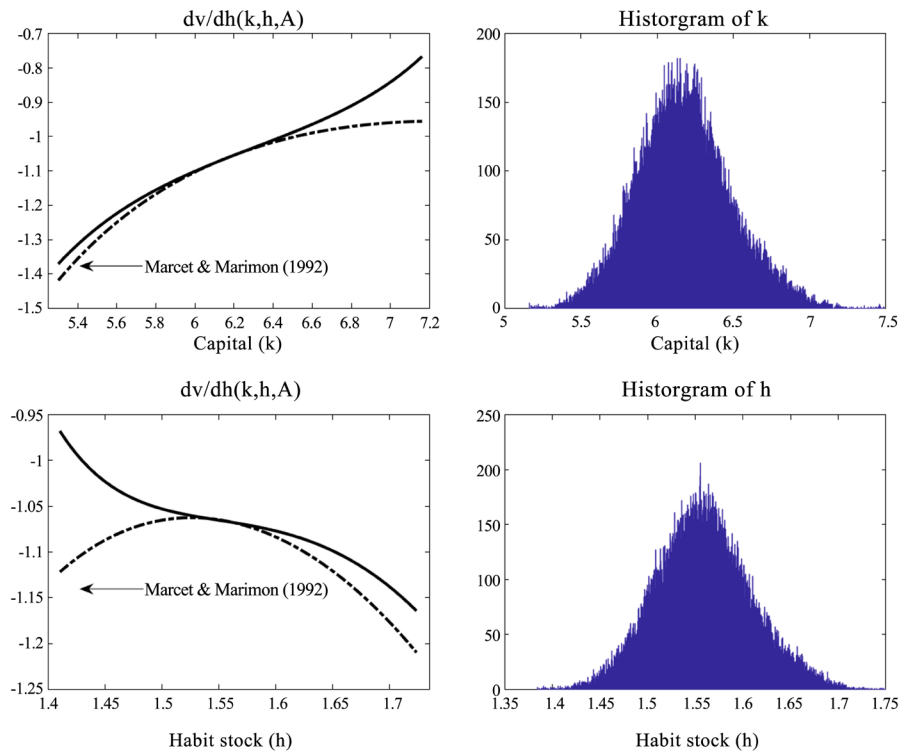 dv/dh(k,h,A)
-0.7
-0.8
-0.9
-1
-1.1
-1.2
-1.3
-1.4
-1.5
Marcet & Marimon (1992)
5.4 5.6 5.8 6 6.2 6.4 6.6 6.8 7 7.2
Capital (k)
Historgram of k
200
150
100
50
0
5 5.5 6 6.5 7 7.5
Capital (k)
dv/dh(k,h,A)
-0.95
-1
-1.05
-1.1
-1.15
-1.2
-1.25
Marcet & Marimon (1992)
1.4 1.45 1.5 1.55 1.6 1.65 1.7
Habit stock (h)
Historgram of h
250
200
150
100
50
0
1.35 1.4 1.45 1.5 1.55 1.6 1.65 1.7 1.75
Habit stock (h)